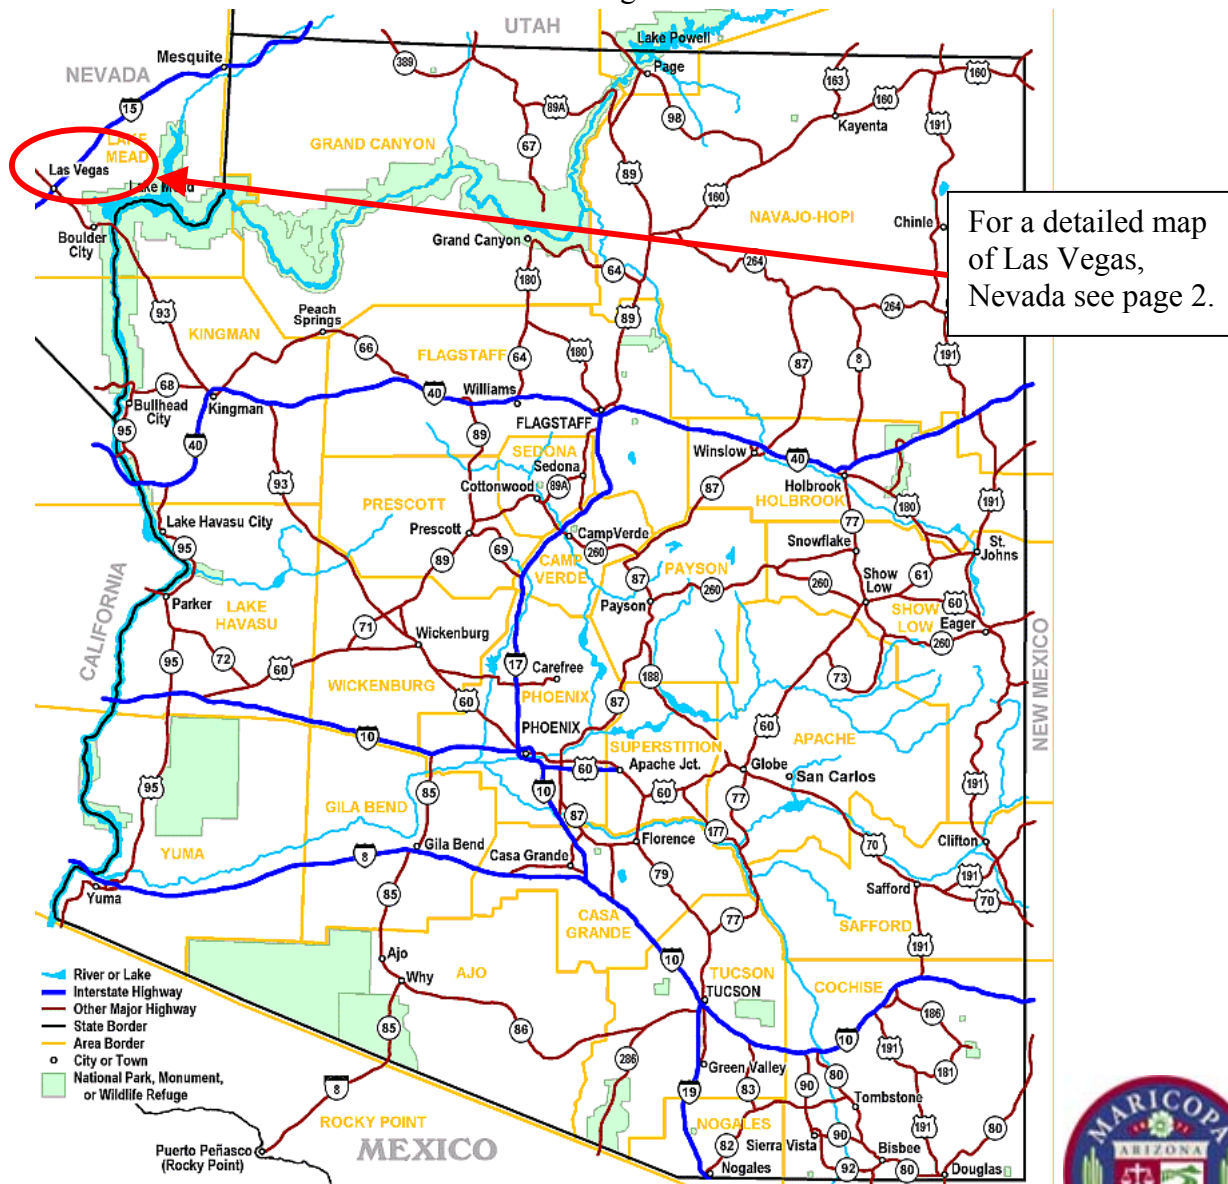 UTAH
Lake Powell
Mesquite
NEVADA
389
Page
163
160
160
15
89A
98
Kayenta
191
LAKE
MEAD
GRAND CANYON
67
Las Vegas
89
Lake Mead
160
NAVAJO-HOPI
Chinle
For a detailed map
of Las Vegas,
Nevada see page 2.
Boulder
City
Grand Canyon
64
264
180
264
93
Peach
Springs
89
KINGMAN
66
FLAGSTAFF
64
180
87
8
191
68
Williams
Bullhead
City
Kingman
40
FLAGSTAFF
95
40
89
SEDONA
Sedona
Winslow
40
93
Cottonwood
89A
87
Holbrook
HOLBROOK
180
191
PRESCOTT
Lake Havasu City
Prescott
CampVerde
77
95
69
260
Snowflake
St.
Johns
89
CAMP
VERDE
87
PAYSON
260
Show
Low
61
Parker
LAKE
HAVASU
Payson
260
60
SHOW
LOW
Eager
CALIFORNIA
71
Wickenburg
260
95
72
60
17
Carefree
188
73
NEW MEXICO
WICKENBURG
PHOENIX
60
87
60
10
PHOENIX
SUPERSTITION
APACHE
60
Apache Jct.
Globe
San Carlos
95
85
10
60
77
191
GILA BEND
87
177
YUMA
8
Gila Bend
Casa Grande
Florence
70
Clifton
Yuma
85
79
Safford
191
70
CASA
GRANDE
77
SAFFORD
191
Ajo
10
AJO
Why
TUCSON
TUCSON
COCHISE
River or Lake
Interstate Highway
Other Major Highway
State Border
Area Border
City or Town
National Park, Monument,
or Wildlife Refuge
85
86
286
186
10
191
181
Green Valley
80
8
19
83
90
Tombstone
ROCKY POINT
NOGALES
191
80
MEXICO
82
Sierra Vista
90
Bisbee
Puerto Peñasco
(Rocky Point)
Nogales
92
80
Douglas
MARICOPA
ARIZONA